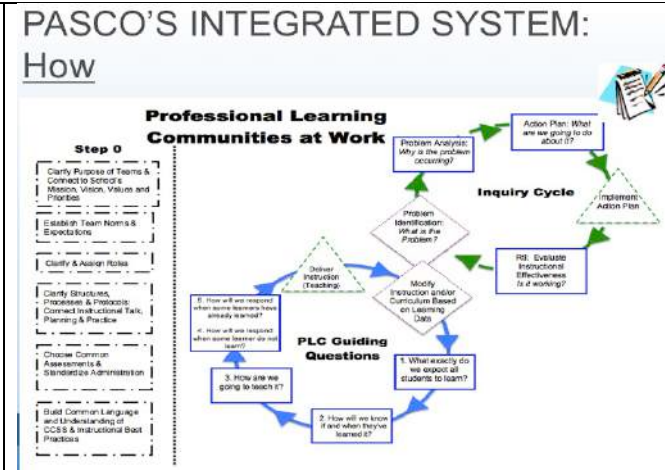 PASCO'S INTEGRATED SYSTEM:
How
Professional Learning
Communities at Work
Step 0
Clarify Purpose of Teams &
Connect to School's
Mission, Vision, Values and
Priorities
Establish Team Norms &
Expectations
Clarify & Assign Roles
Clarify Structures,
Processes & Protocols:
Connect Instructional Talk,
Planning & Practice
Choose Common
Assessments &
Standardize Administration
Build Common Language
and Understanding of
CCSS & Instructional Best
Practices
Problem Analysis:
Why is the problem
occurring?
Action Plan: What
are we going to do
about it?
Inquiry Cycle
Implement
Action Plan
Problem
Identification:
What is the
Problem?
RtI: Evaluate
Instructional
Effectiveness
Is it working?
Deliver
Instruction
(Teaching)
Modify
Instruction and/or
Curriculum Based
on Learning
Data
5. How will we respond
when some learners have
already learned?
4. How will we respond
when some learner do not
learn?
PLC Guiding
Questions
1. What exactly do
we expect all
students to learn?
3. How are we
going to teach it?
2. How will we know
if and when they've
learned it?